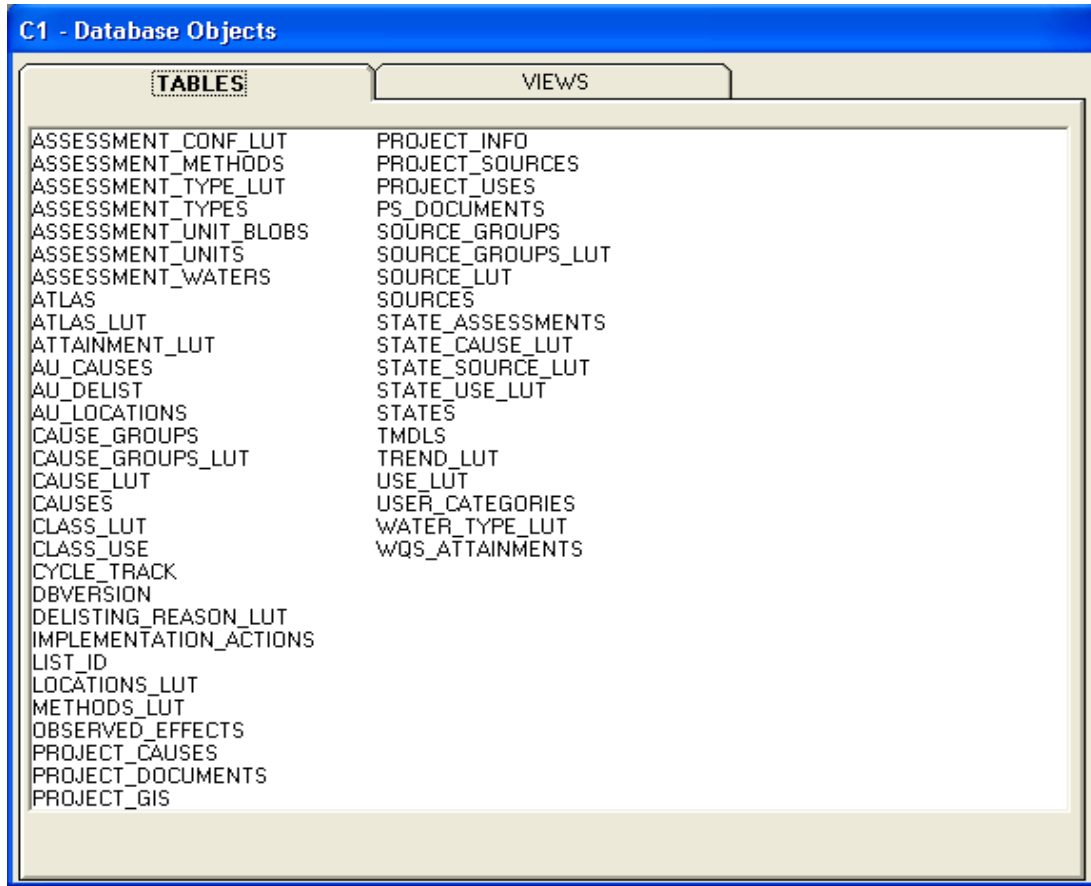 C1 - Database Objects
TABLES
VIEWS
ASSESSMENT_CONF_LUT
ASSESSMENT_METHODS
ASSESSMENT_TYPE_LUT
ASSESSMENT_TYPES
ASSESSMENT_UNIT_BLOBS
ASSESSMENT_UNITS
ASSESSMENT_WATERS
ATLAS
ATLAS_LUT
ATTAINMENT_LUT
AU_CAUSES
AU_DELIST
AU_LOCATIONS
CAUSE_GROUPS
CAUSE_GROUPS_LUT
CAUSE_LUT
CAUSES
CLASS_LUT
CLASS_USE
CYCLE_TRACK
DBVERSION
DELISTING_REASON_LUT
IMPLEMENTATION_ACTIONS
LIST_ID
LOCATIONS_LUT
METHODS_LUT
OBSERVED_EFFECTS
PROJECT_CAUSES
PROJECT_DOCUMENTS
PROJECT_GIS
PROJECT_INFO
PROJECT_SOURCES
PROJECT_USES
PS_DOCUMENTS
SOURCE_GROUPS
SOURCE_GROUPS_LUT
SOURCE_LUT
SOURCES
STATE_ASSESSMENTS
STATE_CAUSE_LUT
STATE_SOURCE_LUT
STATE_USE_LUT
STATES
TMDLS
TREND_LUT
USE_LUT
USER_CATEGORIES
WATER_TYPE_LUT
WQS_ATTAINMENTS